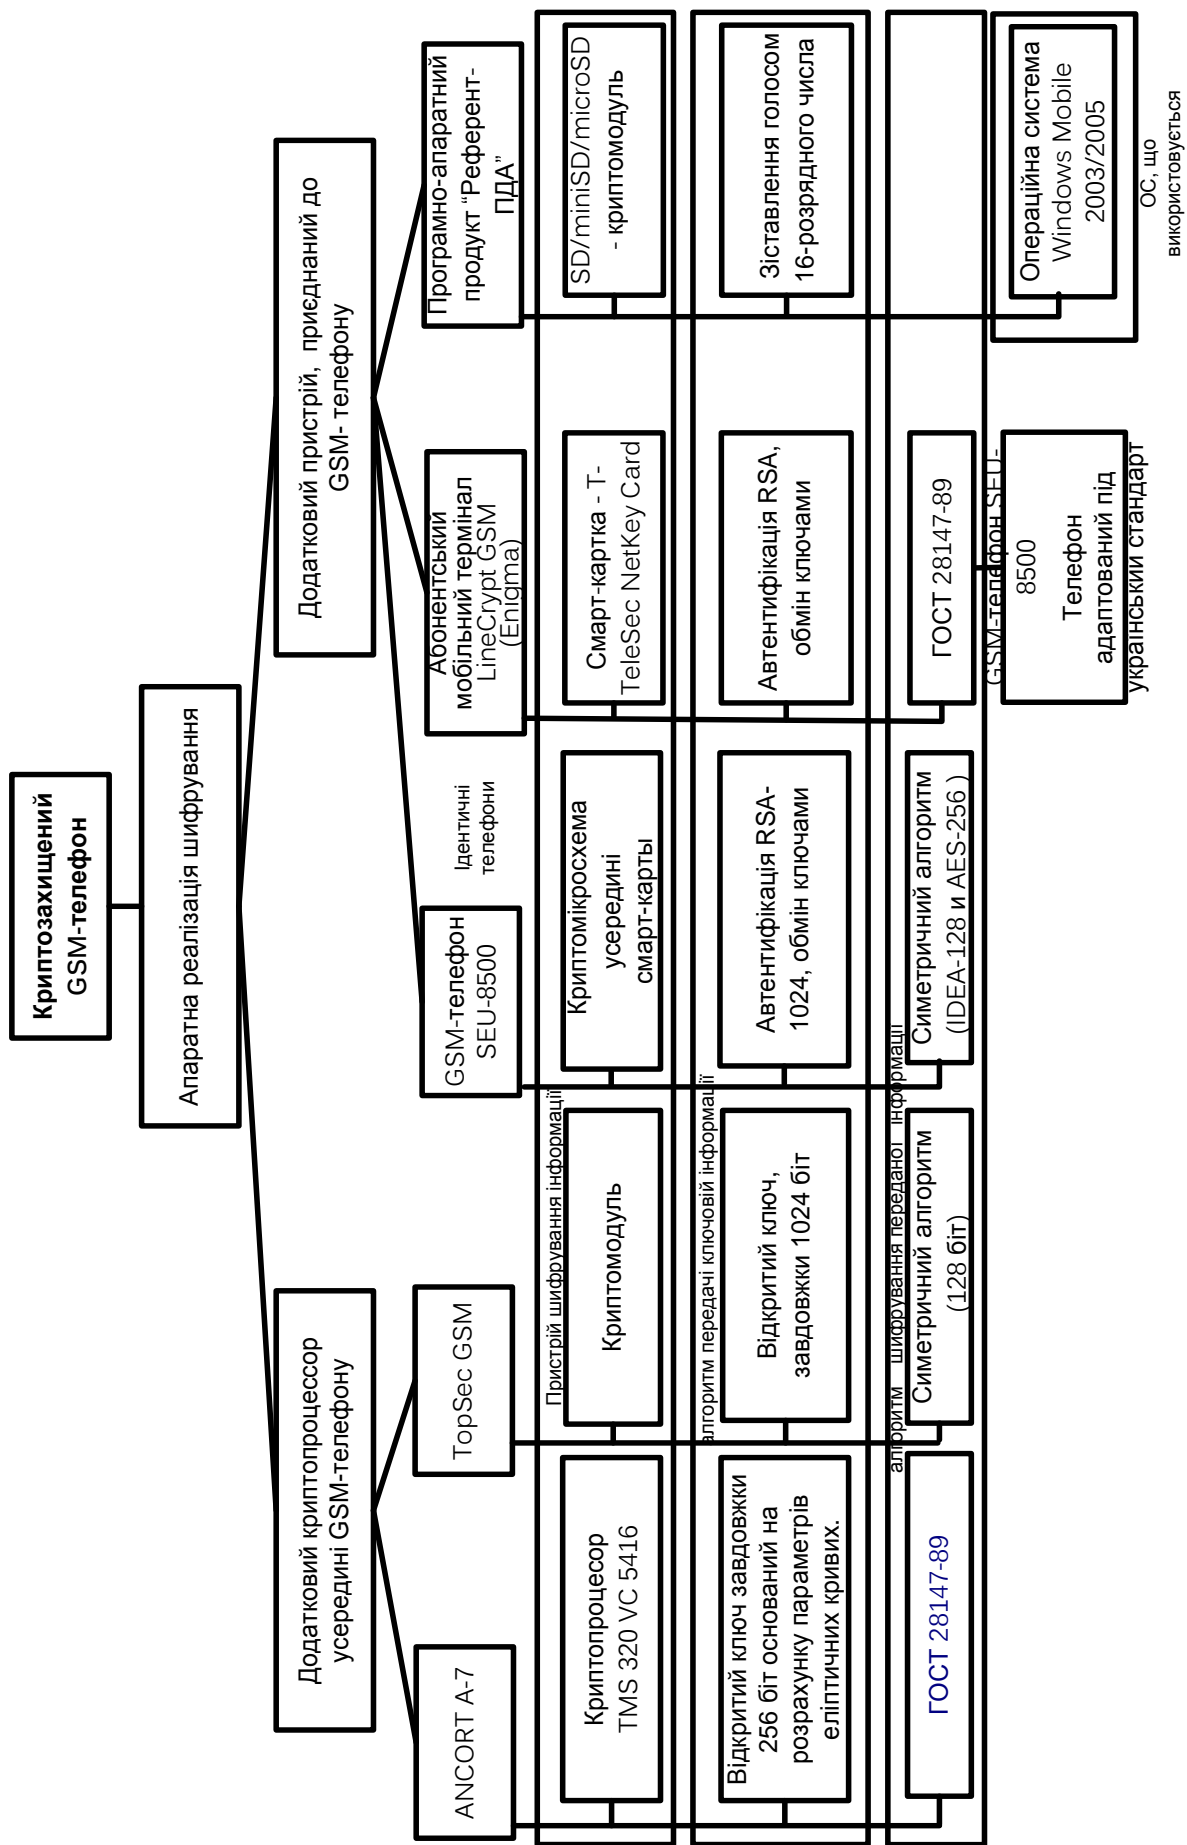 Криптозахищений
GSM-телефон
Апаратна реалізація шифрування
Додатковий криптопроцессор
усередині GSM-телефону
Додатковий пристрій, приєднаний до
GSM- телефону
ANCORT A-7
TopSec GSM
GSM-телефон
SEU-8500
Ідентичні
телефони
Абонентський
мобільний термінал
LineCrypt GSM
(Enigma)
Програмно-апаратний
продукт “Референт-
ПДА”
Пристрій шифрування інформації
Криптопроцесор
TMS 320 VC 5416
Криптомодуль
Криптомікросхема
усередині
смарт-карты
Смарт-картка - T-
TeleSec NetKey Card
SD/miniSD/microSD
- криптомодуль
алгоритм передачі ключовій інформації
Відкритий ключ завдовжки
256 біт оснований на
розрахунку параметрів
еліптичних кривих.
Відкритий ключ,
завдовжки 1024 біт
Автентифікація RSA-
1024, обмін ключами
Автентифікація RSA,
обмін ключами
Зіставлення голосом
16-розрядного числа
алгоритм шифрування переданої інформації
ГОСТ 28147-89
Симетричний алгоритм
(128 біт)
Симетричний алгоритм
(IDEA-128 и AES-256 )
ГОСТ 28147-89
GSM-телефон SEU-
8500
Телефон
адаптований під
український стандарт
Операційна система
Windows Mobile
2003/2005
ОС, що
використовується